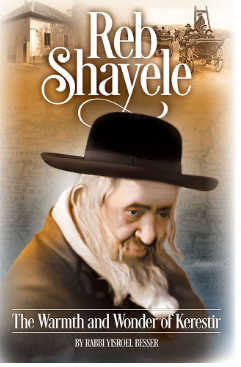 Reb
Shayele
The Warmth and Wonder of Kerestir
BY RABBI YISROEL BESSER